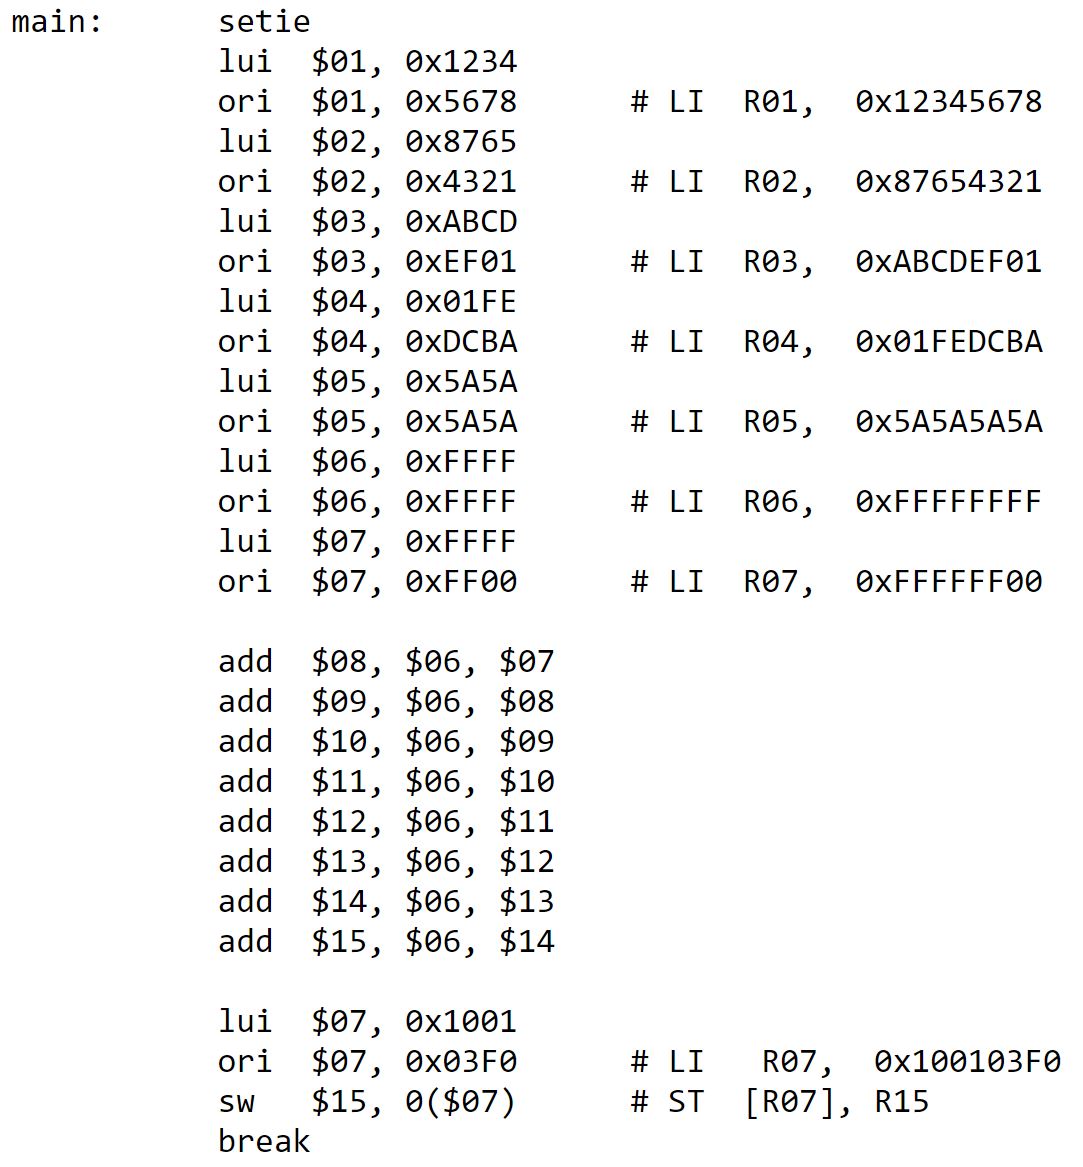 main: setie
lui $01, 0x1234
ori $01, 0x5678 # LI R01, 0x12345678
lui $02, 0x8765
ori $02, 0x4321 # LI R02, 0x87654321
lui $03, 0xABCD
ori $03, 0xEF01 # LI R03, 0xABCDEF01
lui $04, 0x01FE
ori $04, 0xDCBA # LI R04, 0x01FEDCBA
lui $05, 0x5A5A
ori $05, 0x5A5A # LI R05, 0x5A5A5A5A
lui $06, 0xFFFF
ori $06, 0xFFFF # LI R06, 0xFFFFFFFF
lui $07, 0xFFFF
ori $07, 0xFF00 # LI R07, 0xFFFFFF00
add $08, $06, $07
add $09, $06, $08
add $10, $06, $09
add $11, $06, $10
add $12, $06, $11
add $13, $06, $12
add $14, $06, $13
add $15, $06, $14
lui $07, 0x1001
ori $07, 0x03F0 # LI R07, 0x100103F0
sw $15, 0($07) # ST [R07], R15
break